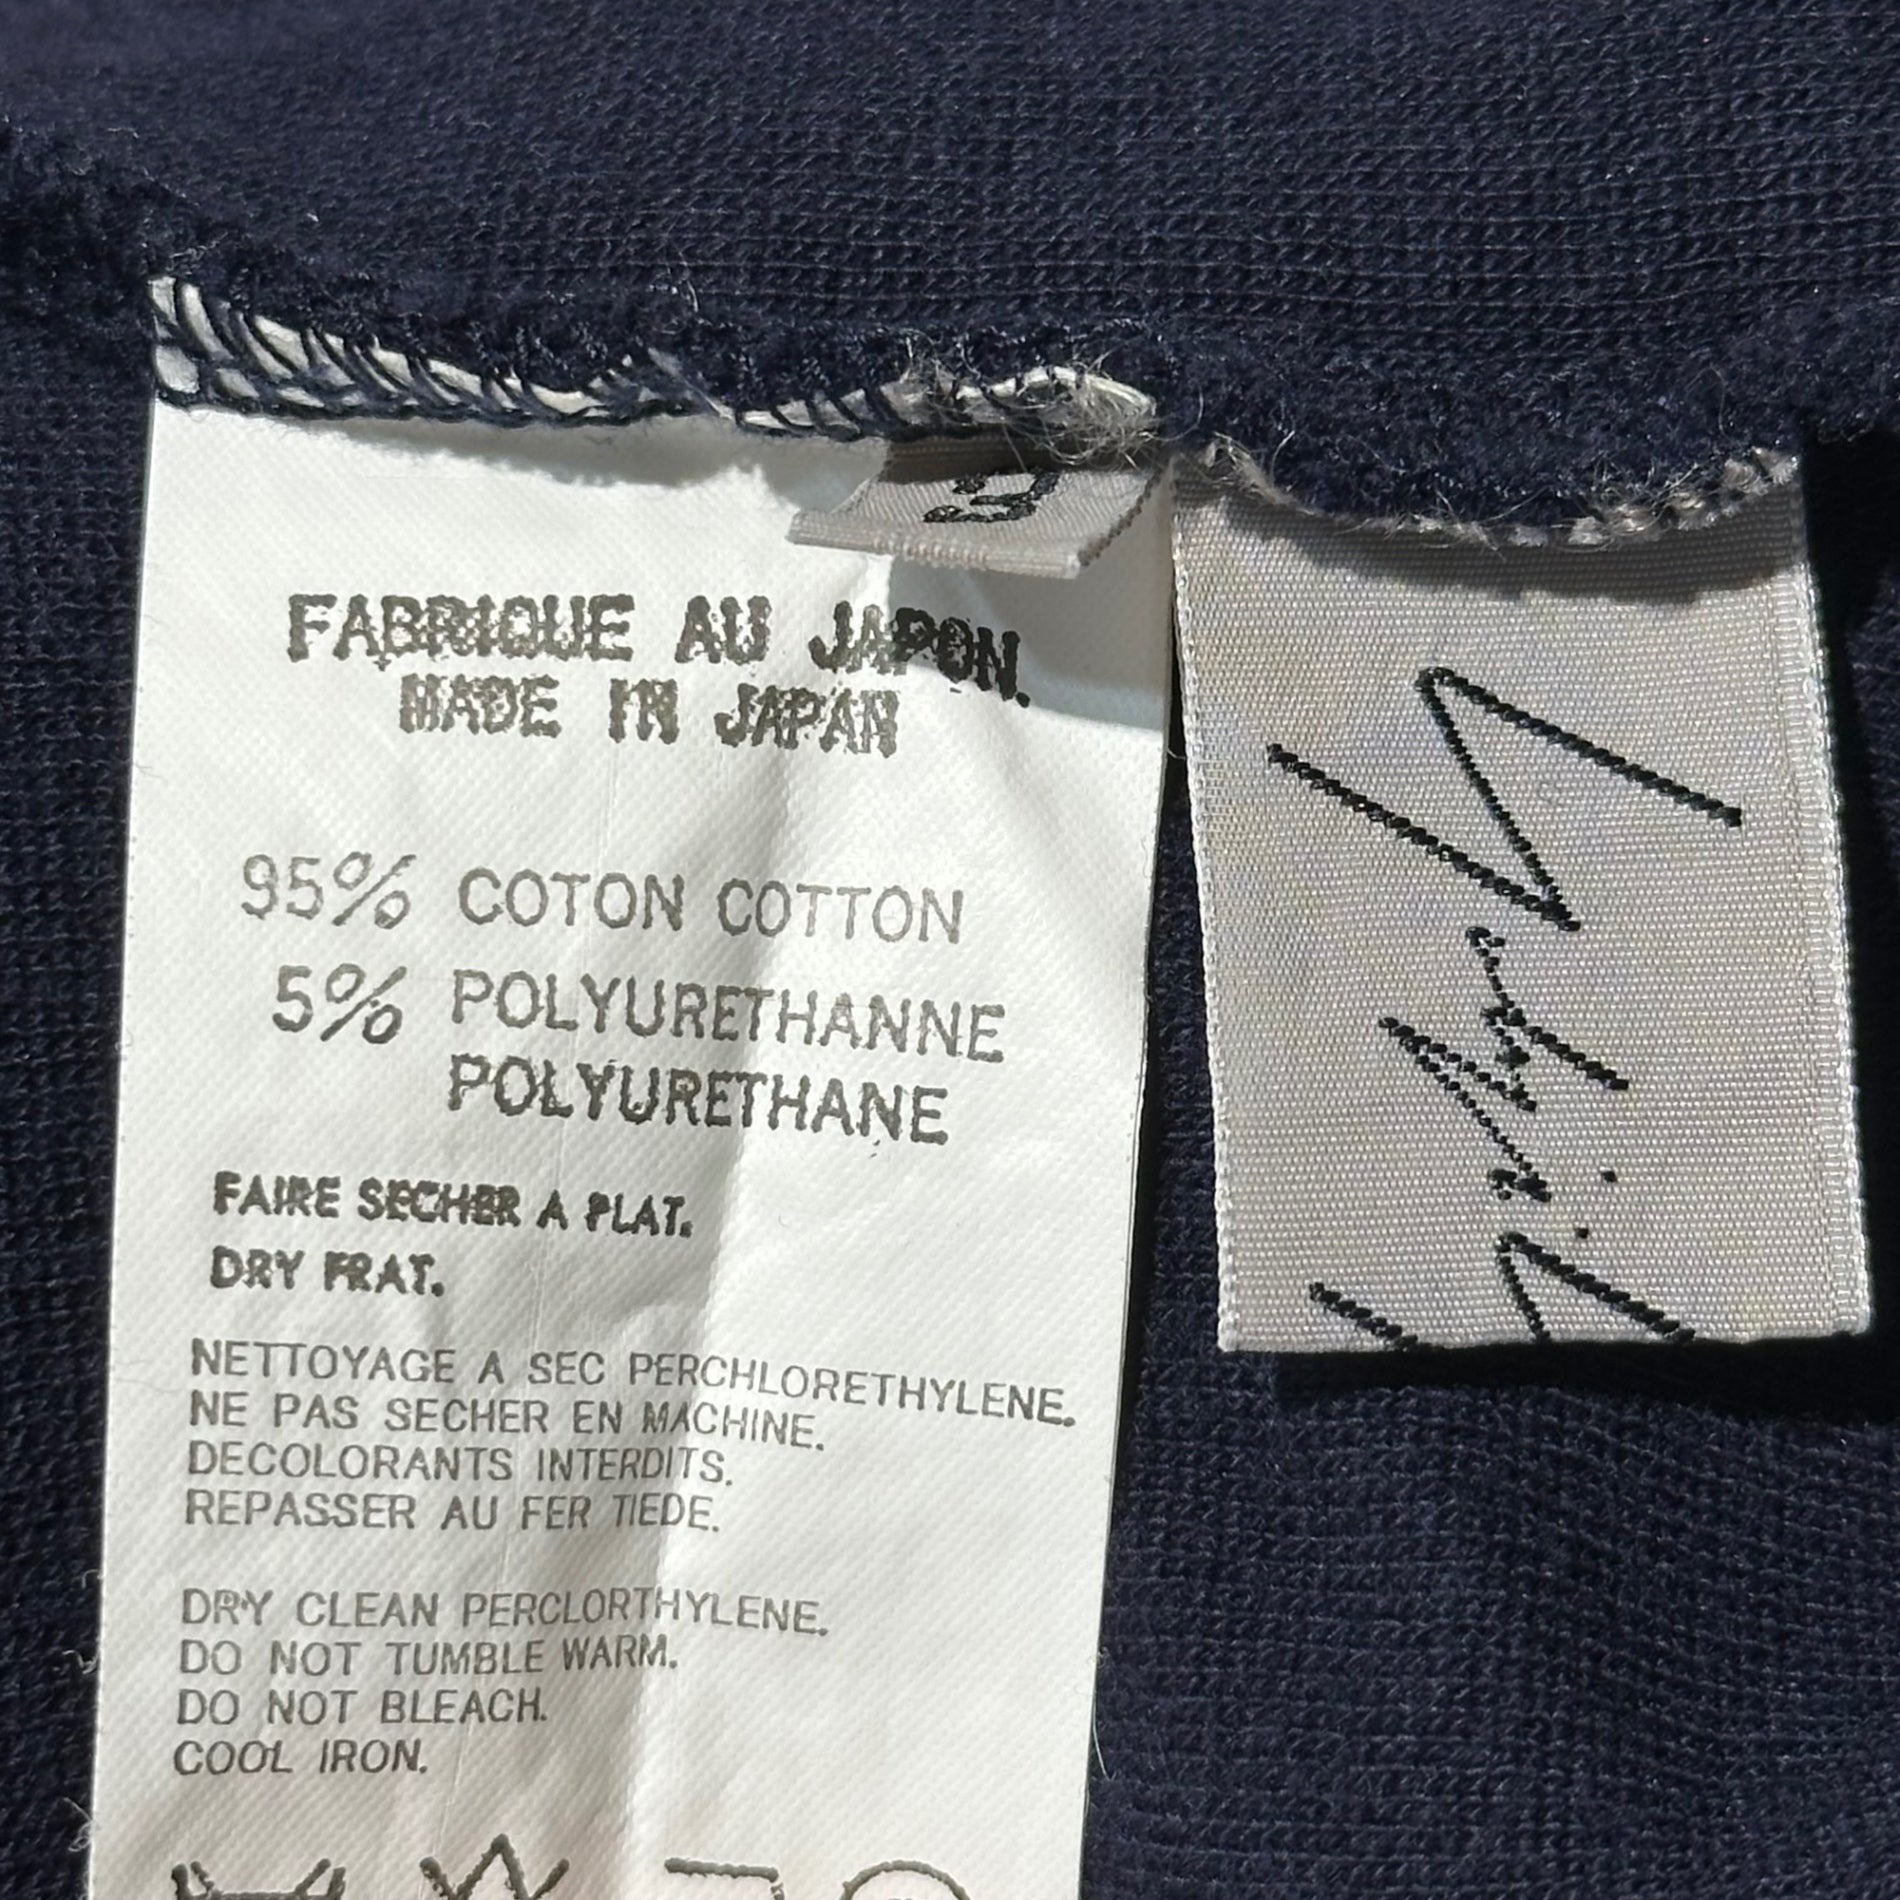 3
FABRIQUE AU JAPON.
MADE IN JAPAN
95% COTON COTTON
5% POLYURETHANNE
POLYURETHANE
FAIRE SECHER A PLAT.
DRY FRAT.
NETTOYAGE A SEC PERCHLORETHYLENE.
NE PAS SECHER EN MACHINE.
DECOLORANTS INTERDITS.
REPASSER AU FER TIEDE.
DRY CLEAN PERCLORTHYLENE.
DO NOT TUMBLE WARM.
DO NOT BLEACH.
COOL IRON.